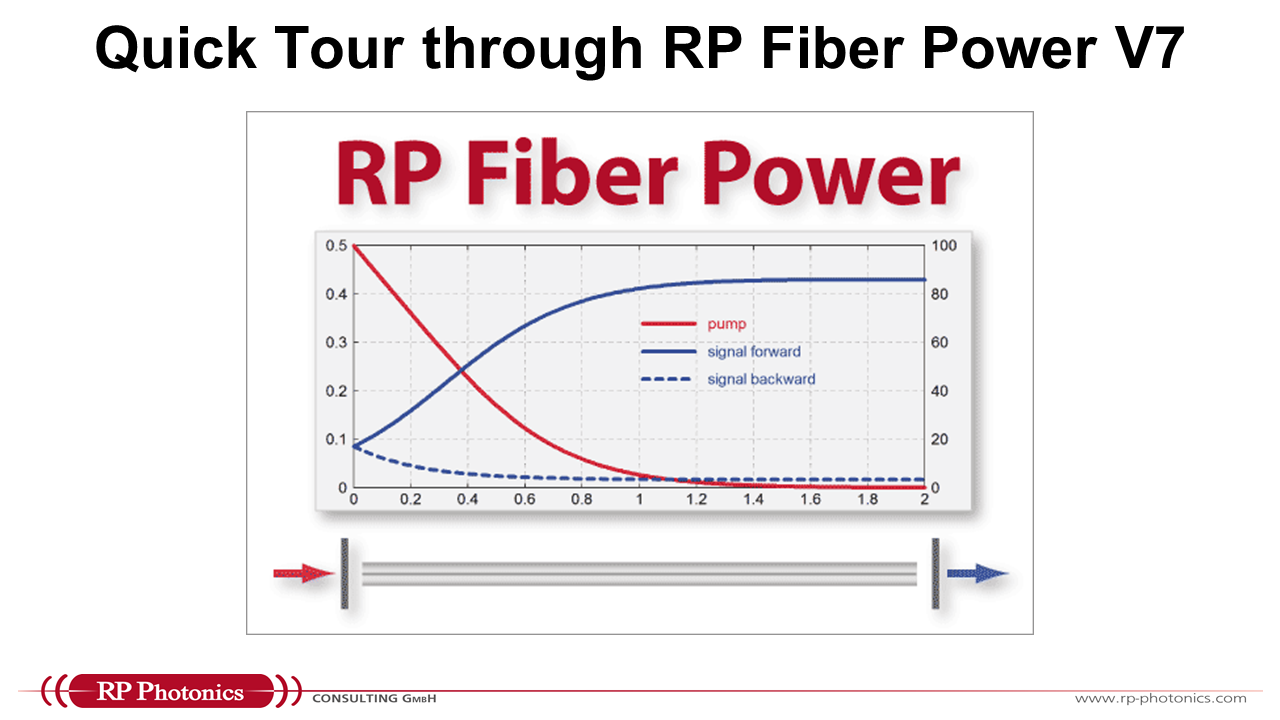 Quick Tour through RP Fiber Power V7
RP Fiber Power
0.5
0.4
0.3
0.2
0.1
0
100
80
60
40
20
0
pump
signal forward
signal backward
0 0.2 0.4 0.6 0.8 1 1.2 1.4 1.6 1.8 2
RP Photonics CONSULTING GMBH
www.rp-photonics.com